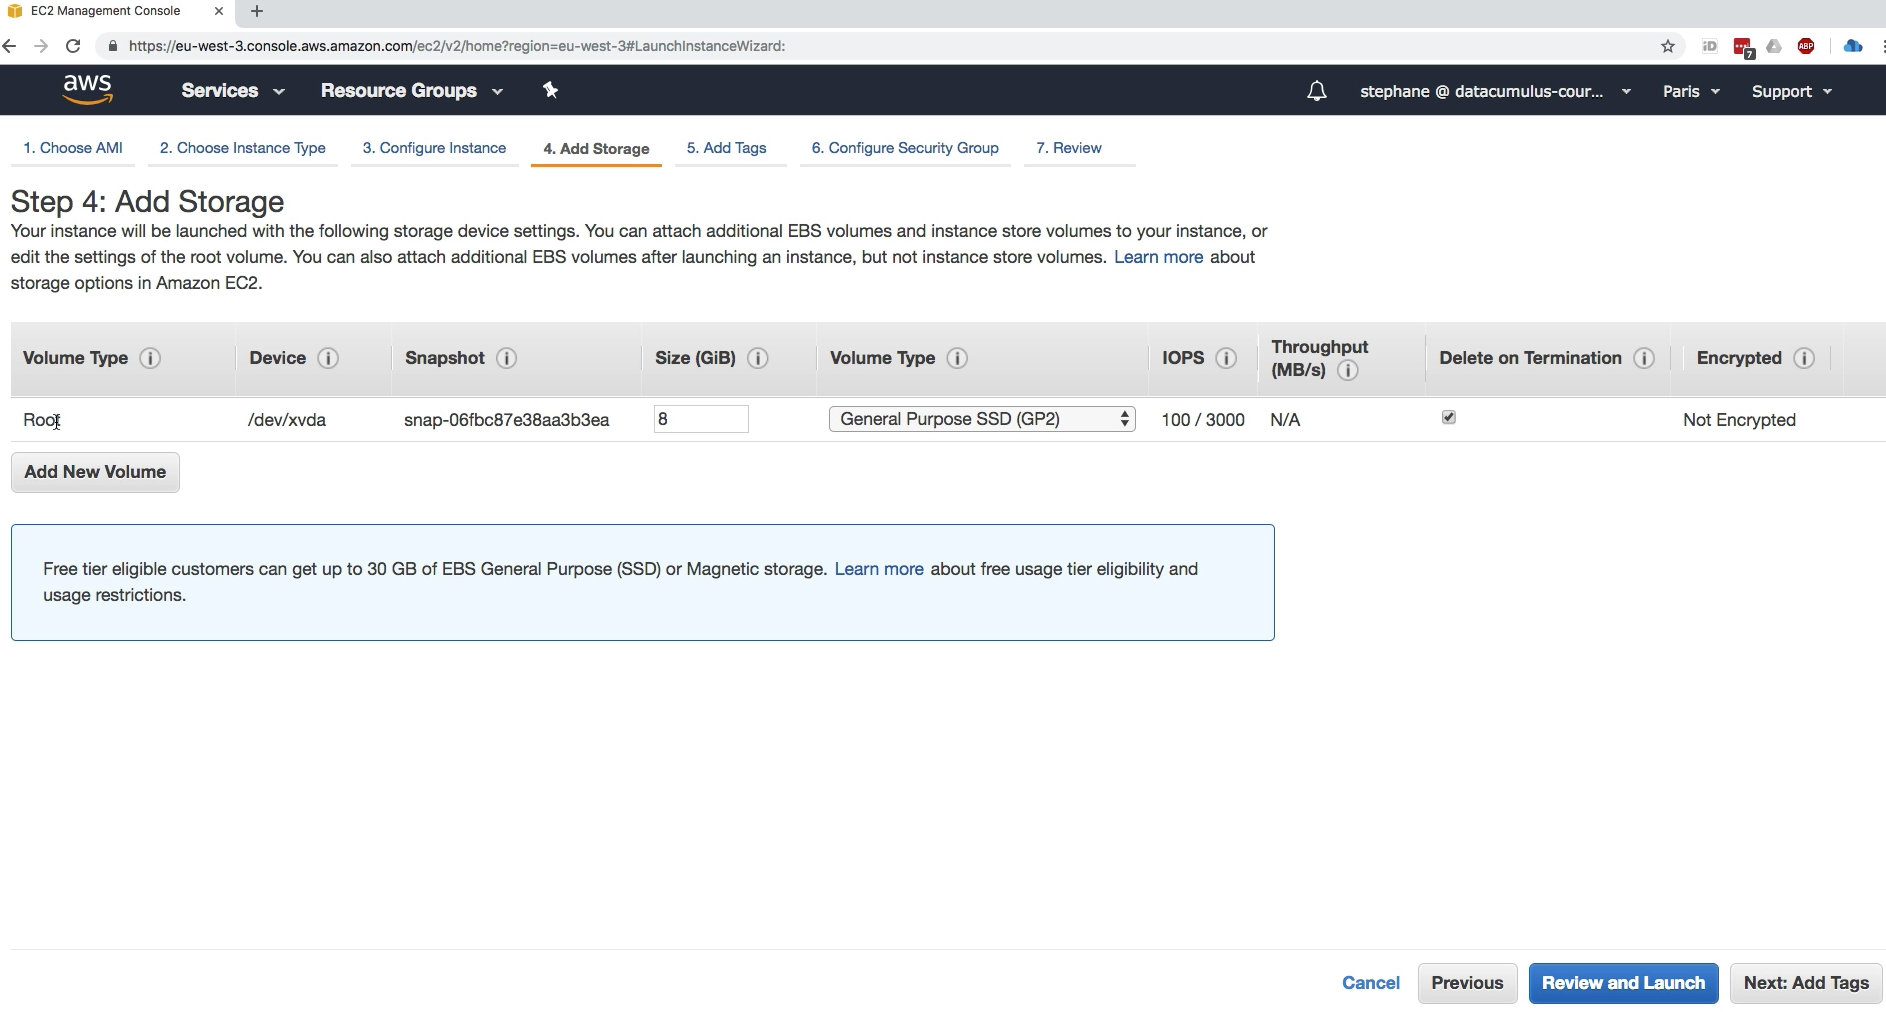 EC2 Management Console
https://eu-west-3.console.aws.amazon.com/ec2/v2/home?region=eu-west-3#LaunchInstanceWizard:
iD
7
ABP
aws
Services
Resource Groups
stephane @ datacumulus-cour...
Paris
Support
1. Choose AMI
2. Choose Instance Type
3. Configure Instance
4. Add Storage
5. Add Tags
6. Configure Security Group
7. Review
Step 4: Add Storage
Your instance will be launched with the following storage device settings. You can attach additional EBS volumes and instance store volumes to your instance, or
edit the settings of the root volume. You can also attach additional EBS volumes after launching an instance, but not instance store volumes. Learn more about
storage options in Amazon EC2.
Volume Type
Device
Snapshot
Size (GiB)
Volume Type
IOPS
Throughput
(MB/s)
Delete on Termination
Encrypted
Root
/dev/xvda
snap-06fbc87e38aa3b3ea
8
General Purpose SSD (GP2)
100 / 3000
N/A
Not Encrypted
Add New Volume
Free tier eligible customers can get up to 30 GB of EBS General Purpose (SSD) or Magnetic storage. Learn more about free usage tier eligibility and
usage restrictions.
Cancel
Previous
Review and Launch
Next: Add Tags